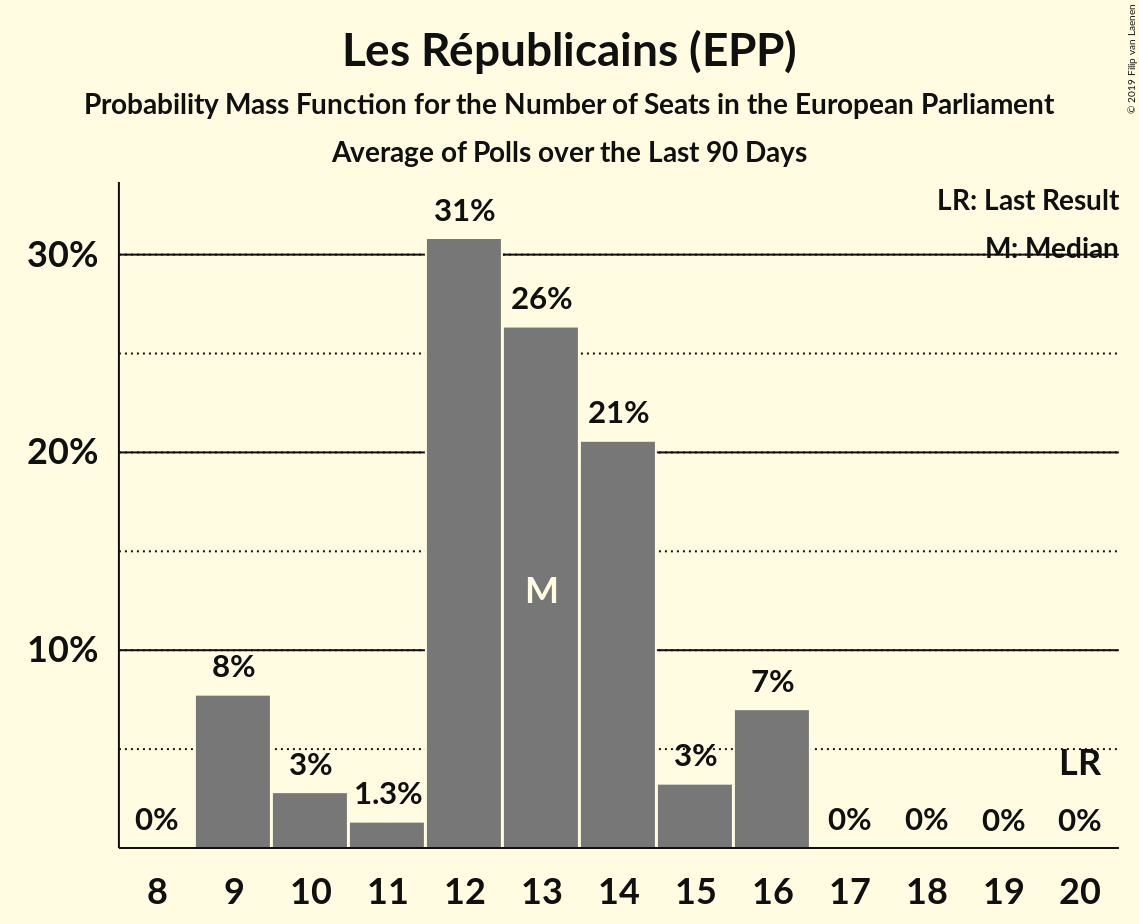 Les Républicains (EPP)
Probability Mass Function for the Number of Seats in the European Parliament
Average of Polls over the Last 90 Days
© 2019 Filip van Laenen
LR: Last Result
M: Median
30%
20%
10%
0%
8%
3%
1.3%
31%
26%
21%
3%
7%
0%
0%
0%
0%
M
LR
8 9 10 11 12 13 14 15 16 17 18 19 20